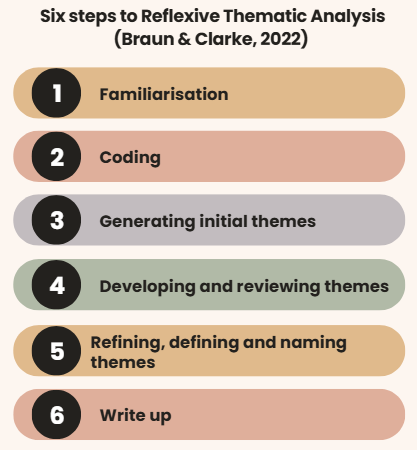 Six steps to Reflexive Thematic Analysis
(Braun & Clarke, 2022)
1 Familiarisation
2 Coding
3 Generating initial themes
4 Developing and reviewing themes
5 Refining, defining and naming
themes
6 Write up